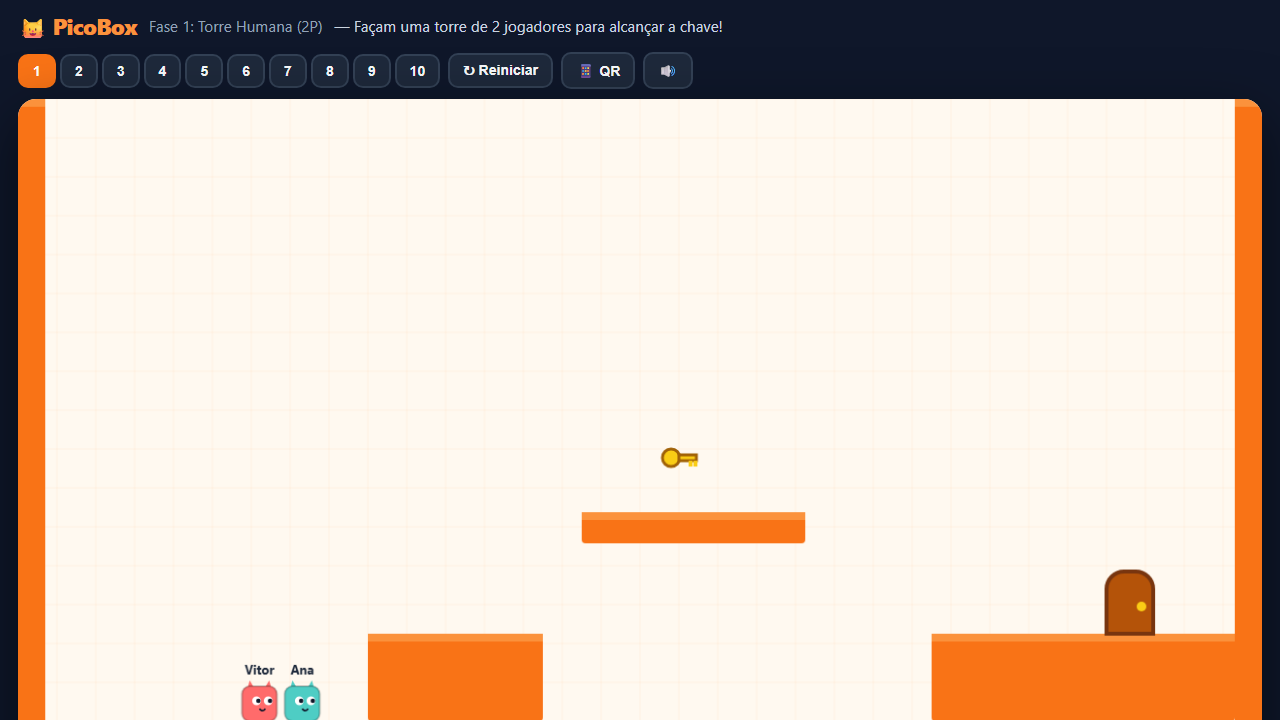 PicoBox Fase 1: Torre Humana (2P) — Façam uma torre de 2 jogadores para alcançar a chave!
1 2 3 4 5 6 7 8 9 10 ↻ Reiniciar QR
Vitor Ana